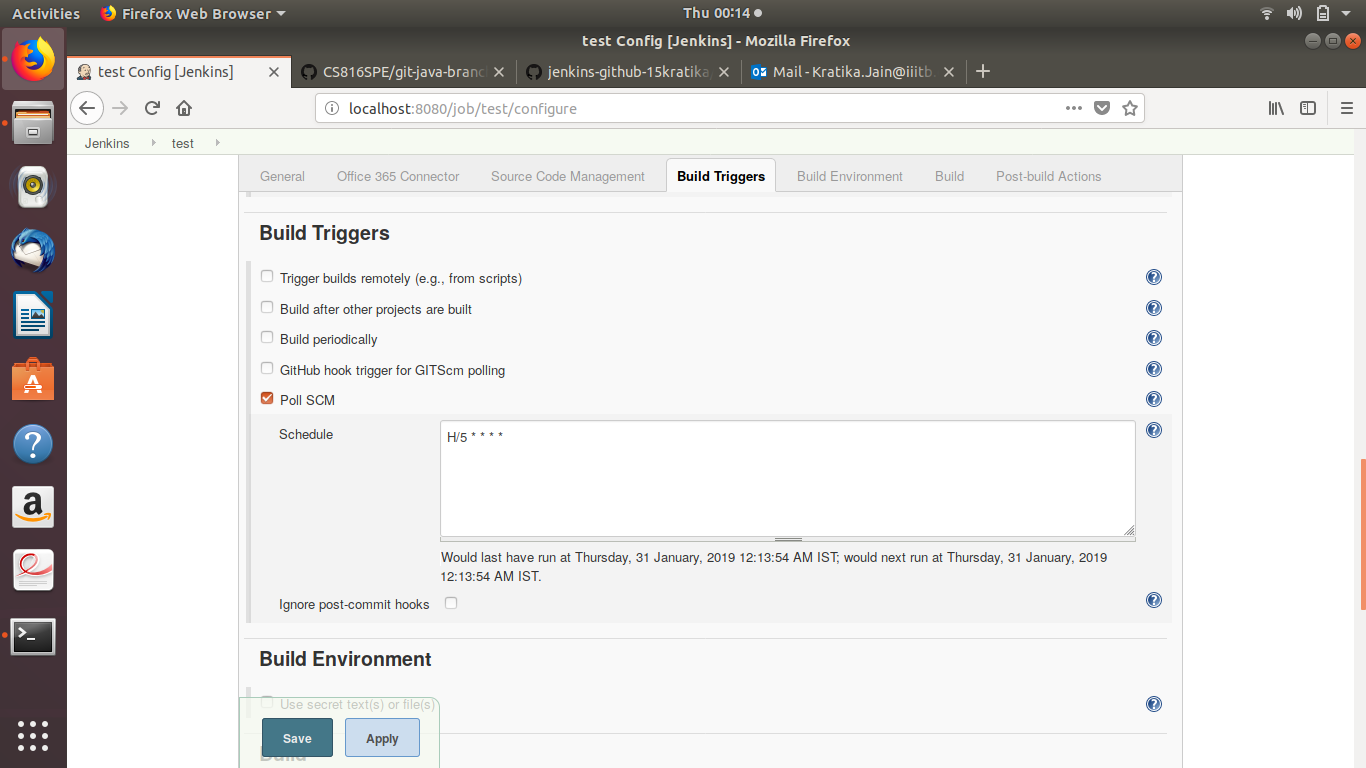 Activities
Firefox Web Browser
Thu 00:14
test Config [Jenkins] - Mozilla Firefox
test Config [Jenkins]
CS816SPE/git-java-branc
jenkins-github-15kratika
Mail - Kratika.Jain@iiitb.
localhost:8080/job/test/configure
Jenkins
test
General
Office 365 Connector
Source Code Management
Build Triggers
Build Environment
Build
Post-build Actions
Build Triggers
Trigger builds remotely (e.g., from scripts)
Build after other projects are built
Build periodically
GitHub hook trigger for GITScm polling
Poll SCM
Schedule
H/5 * * * *
Would last have run at Thursday, 31 January, 2019 12:13:54 AM IST; would next run at Thursday, 31 January, 2019
12:13:54 AM IST.
Ignore post-commit hooks
Build Environment
Use secret text(s) or file(s)
Save
Apply
Build